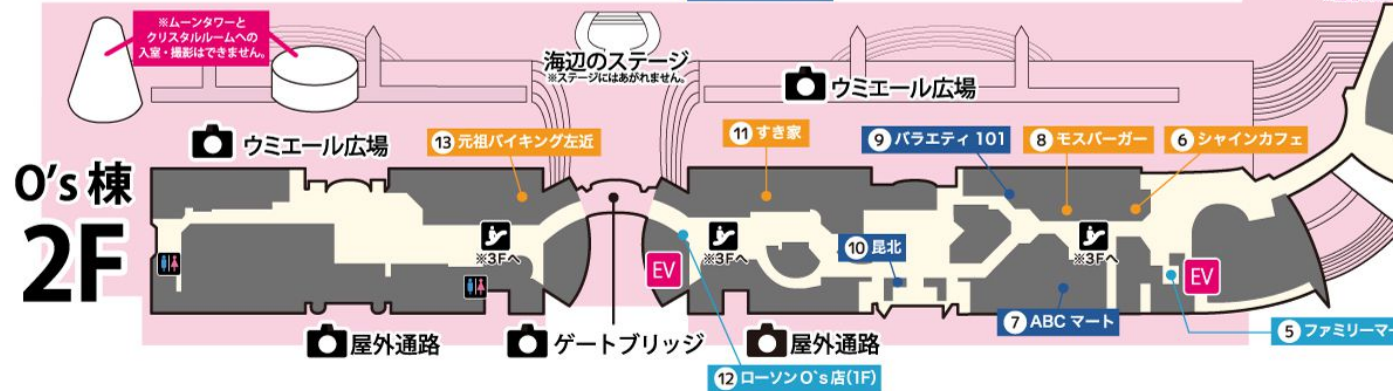 ※ムーンタワーと
クリスタルルームへの
入室・撮影はできません。
海辺のステージ
※ステージにはあがれません。
ウミエール広場
ウミエール広場
13 元祖バイキング左近
11 すき家
9 バラエティ 101
8 モスバーガー
6 シャインカフェ
O's 棟
2F
※3Fへ
EV
※3Fへ
10 昆北
※3Fへ
EV
7 ABC マート
5 ファミリーマー
屋外通路
ゲートブリッジ
屋外通路
12 ローソン O`s 店(1F)